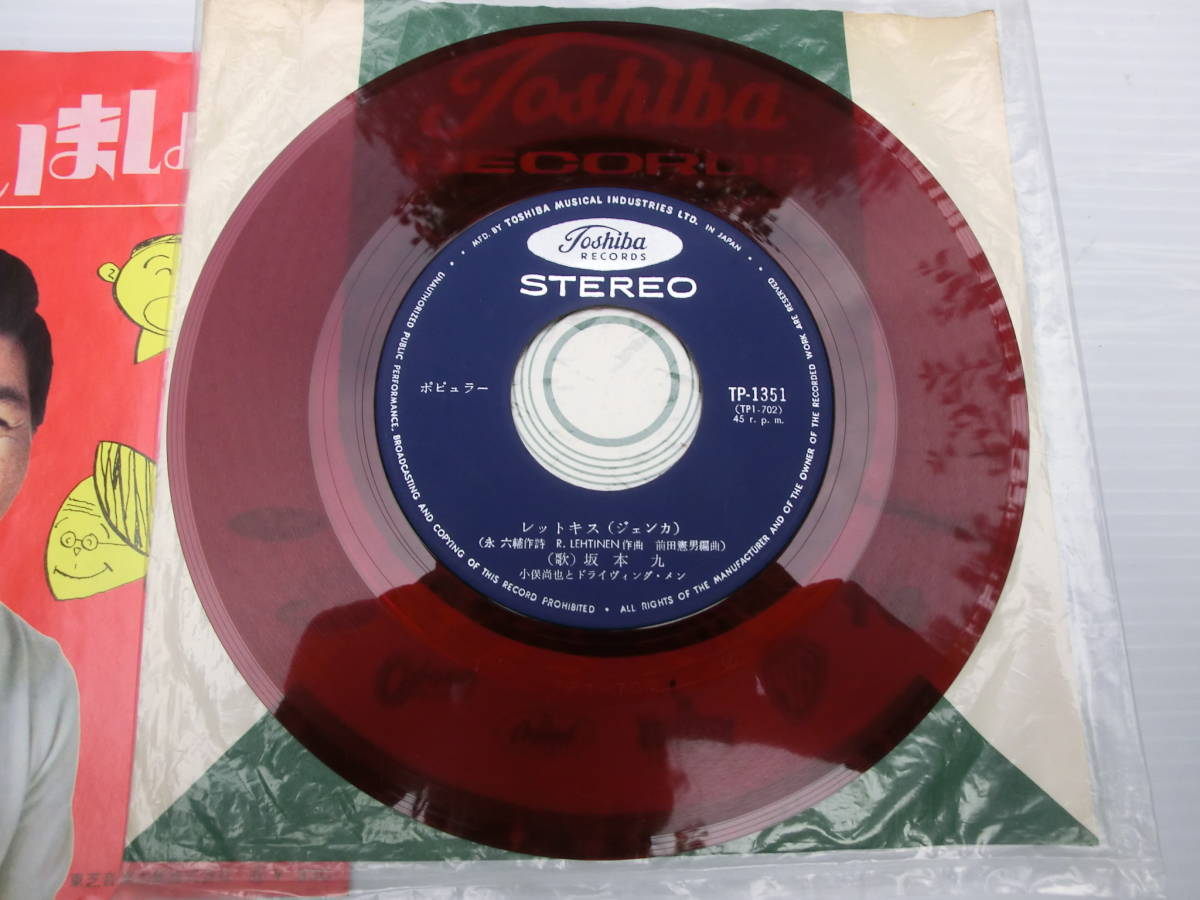 Toshiba
RECORDS
MFD. BY TOSHIBA MUSICAL INDUSTRIES LTD. IN JAPAN
Toshiba
RECORDS
STEREO
ポピュラー
TP-1351
(TP1-702)
45 r. p. m.
レットキス(ジェンカ)
(永 六輔作詩 R. LEHTINEN作曲 前田憲男編曲)
(歌)坂本 九
小俣尚也とドライヴィング・メン
UNAUTHORIZED PUBLIC PERFORMANCE, BROADCASTING AND COPYING OF THIS RECORD PROHIBITED • ALL RIGHTS OF THE MANUFACTURER AND OF THE OWNER OF THE RECORDED WORK ARE RESERVED
ましょ